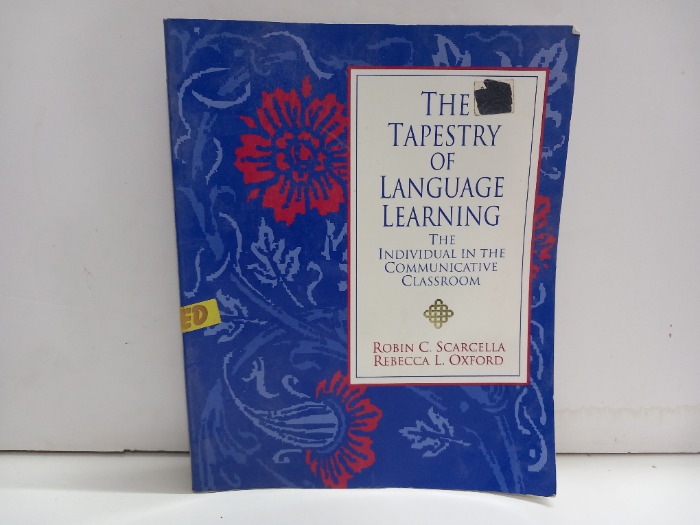 THE
TAPESTRY
OF
LANGUAGE
LEARNING
THE
INDIVIDUAL IN THE
COMMUNICATIVE
CLASSROOM
ROBIN C. SCARCELLA
REBECCA L. OXFORD
ED